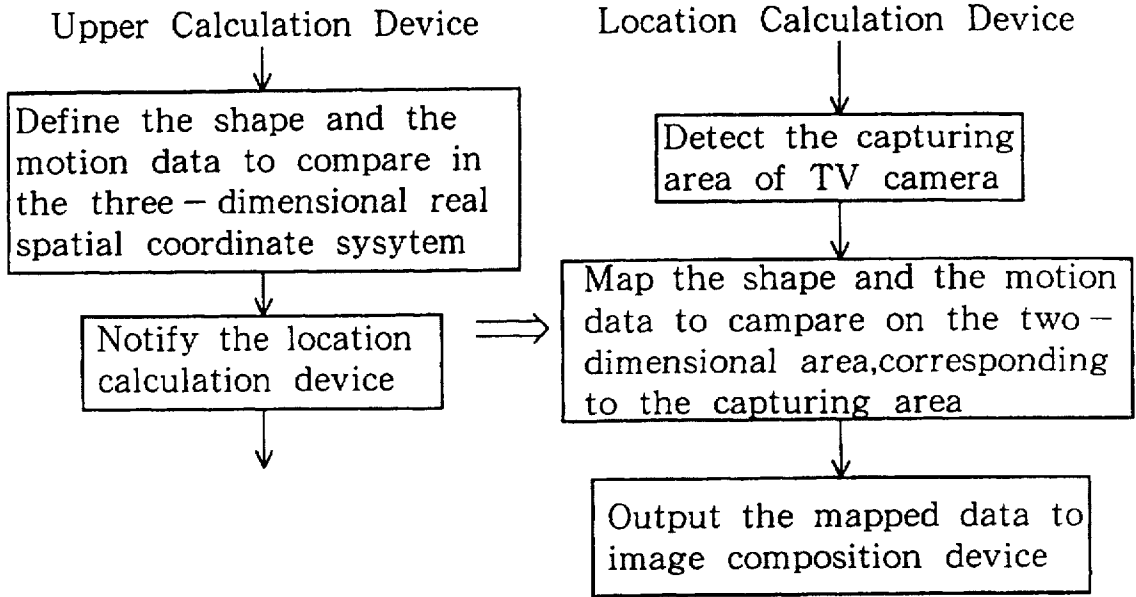 Upper Calculation Device
Define the shape and the
motion data to compare in
the three – dimensional real
spatial coordinate sysytem
Notify the location
calculation device
Location Calculation Device
Detect the capturing
area of TV camera
Map the shape and the motion
data to campare on the two –
dimensional area,corresponding
to the capturing area
Output the mapped data to
image composition device